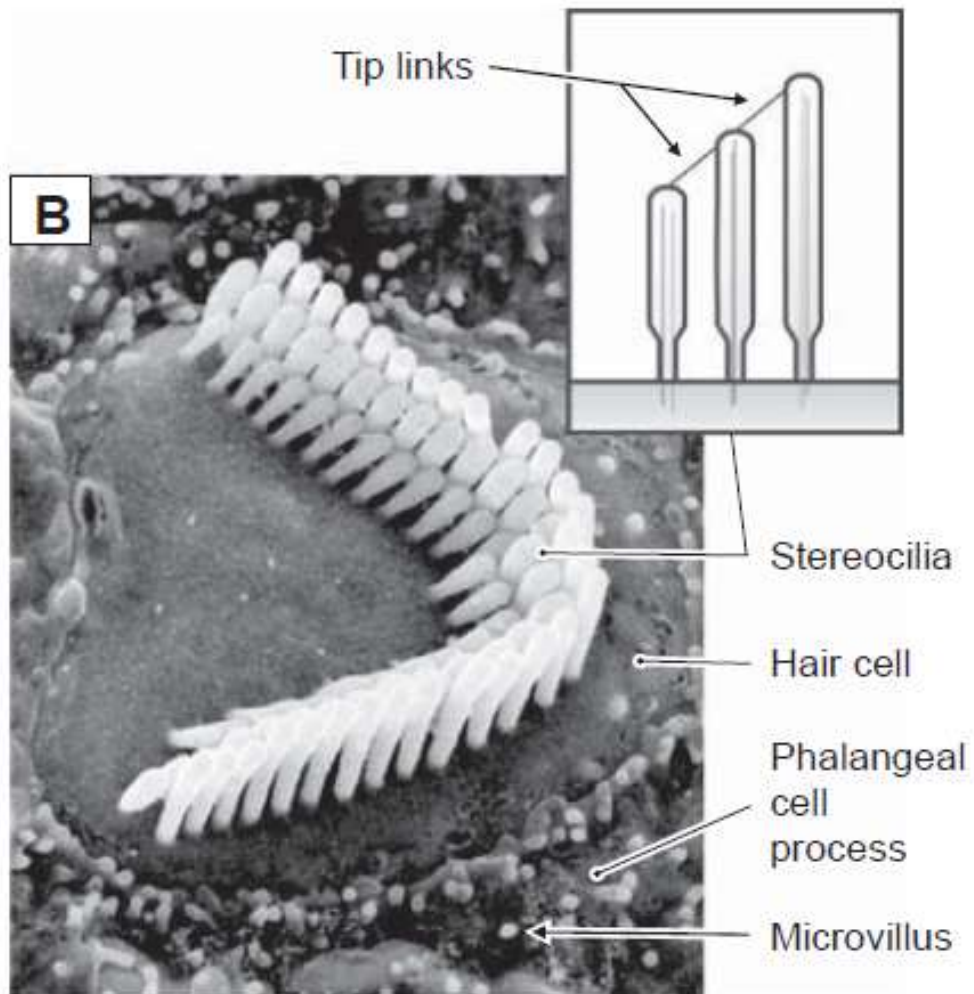 Tip links
B
Stereocilia
Hair cell
Phalangeal
cell
process
Microvillus